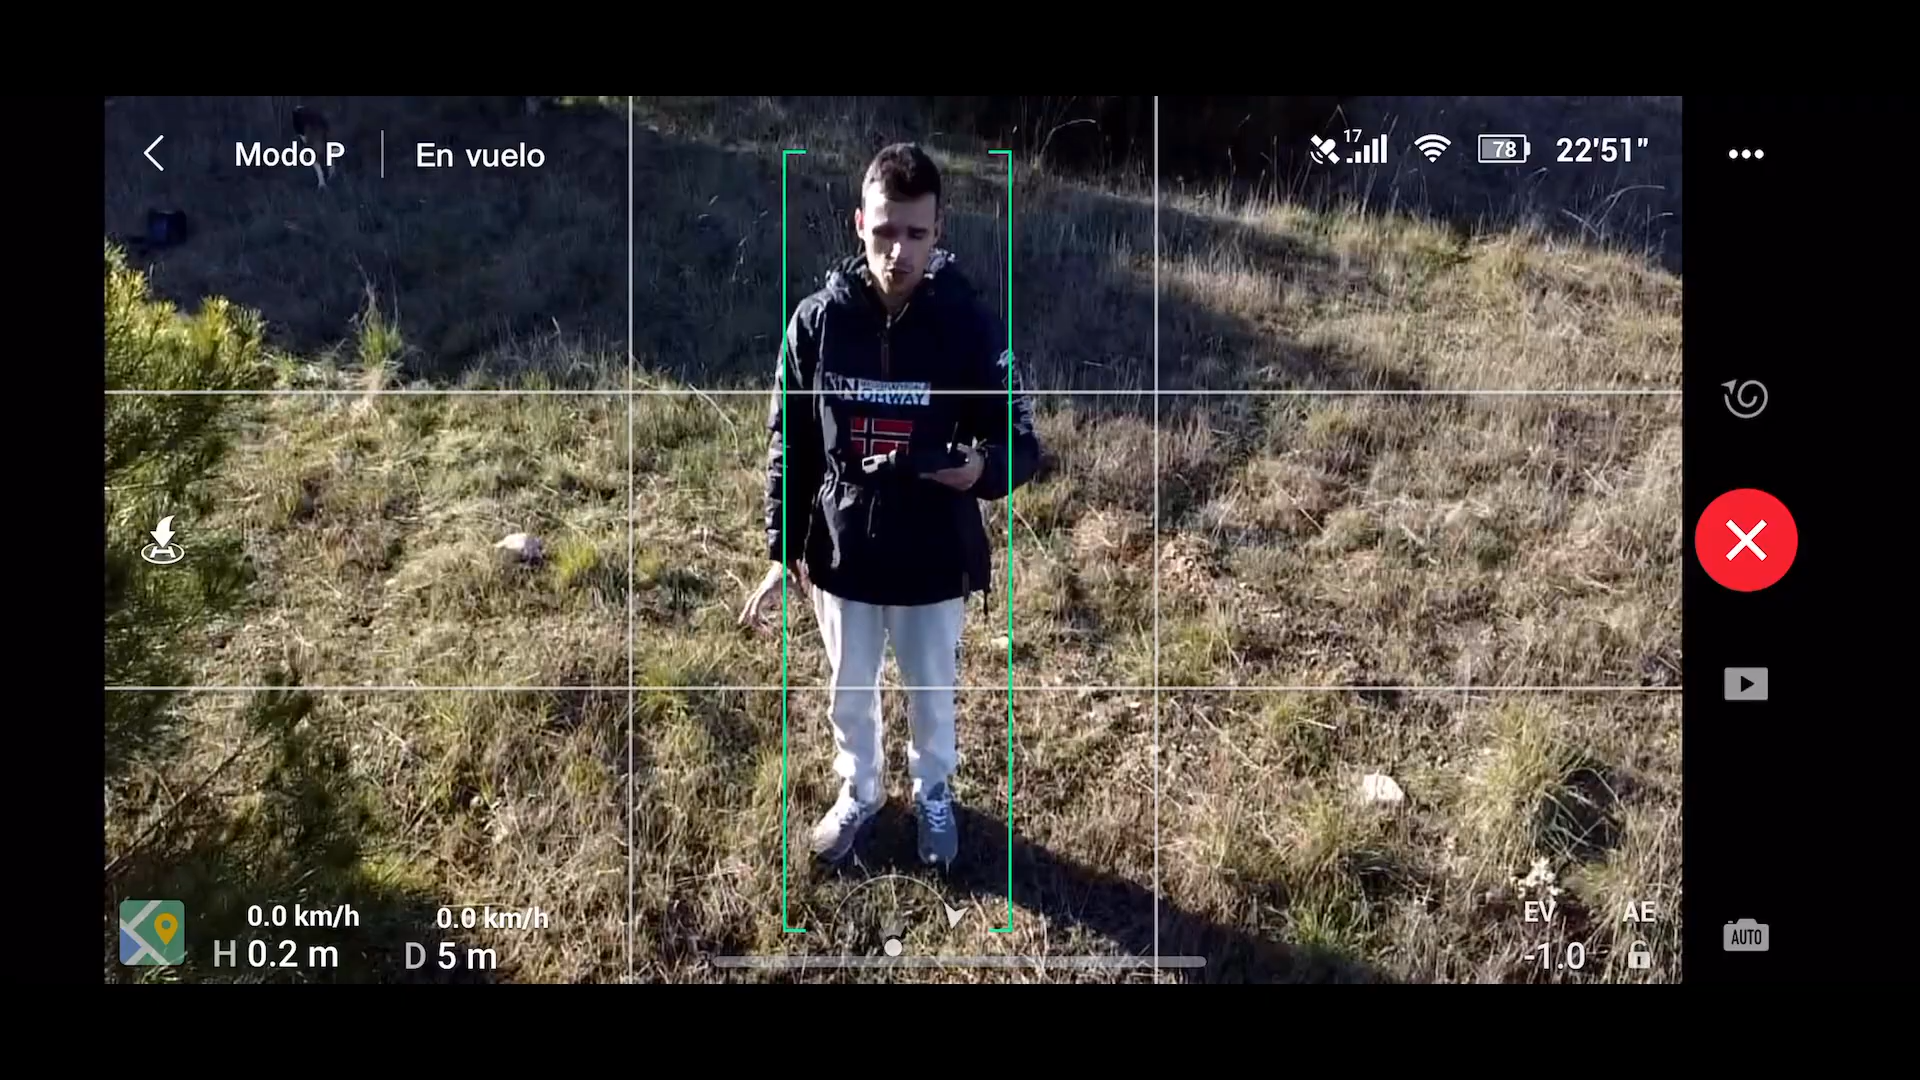 Modo P
En vuelo
17
78
22'51"
NORWAY
0.0 km/h
0.0 km/h
H 0.2 m
D 5 m
EV
-1.0
AE
AUTO